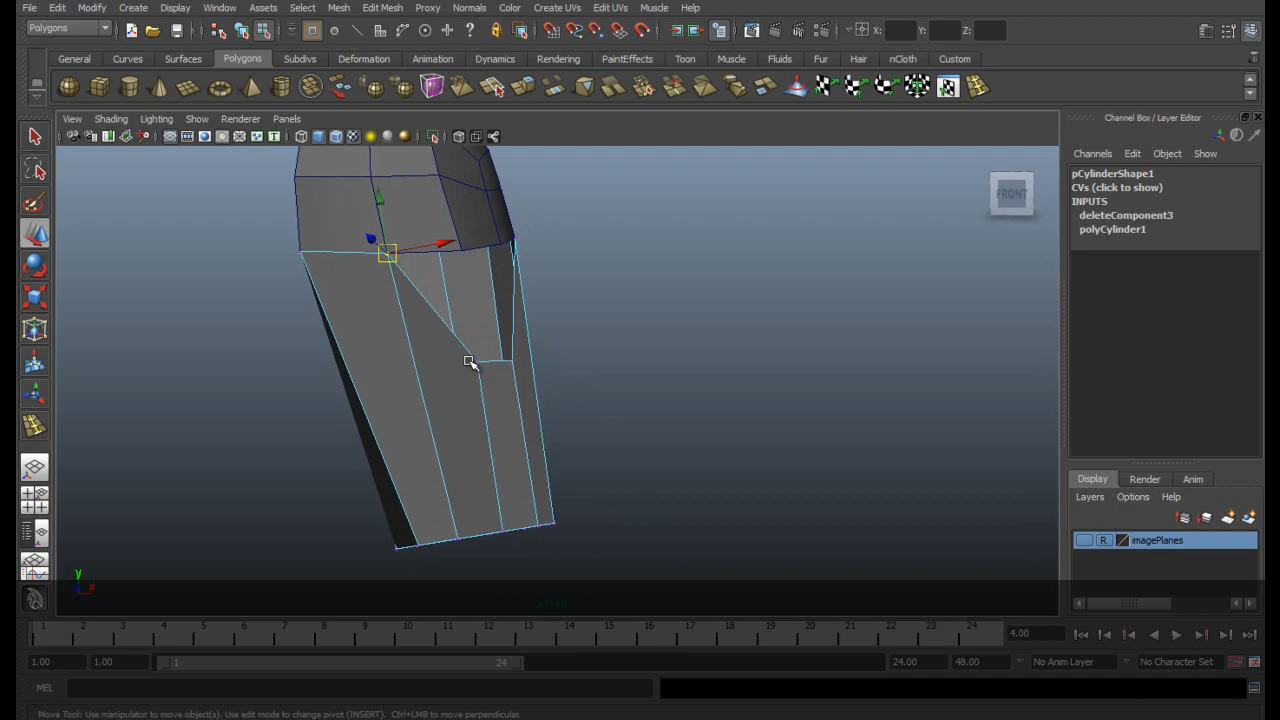 File Edit Modify Create Display Window Assets Select Mesh Edit Mesh Proxy Normals Color Create UVs Edit UVs Muscle Help
Polygons X: Y: Z:
General Curves Surfaces Polygons Subdivs Deformation Animation Dynamics Rendering PaintEffects Toon Muscle Fluids Fur Hair nCloth Custom
View Shading Lighting Show Renderer Panels
Channel Box / Layer Editor
Channels Edit Object Show
pCylinderShape1
CVs (click to show)
INPUTS
deleteComponent3
polyCylinder1
FRONT
Display Render Anim
Layers Options Help
R imagePlanes
y
x
1 2 3 4 5 6 7 8 9 10 11 12 13 14 15 16 17 18 19 20 21 22 23 24 4.00
1.00 1.00 1 24 24.00 48.00 No Anim Layer No Character Set
MEL
Move Tool: Use manipulator to move object(s). Use edit mode to change pivot (INSERT). Ctrl+LMB to move perpendicular.